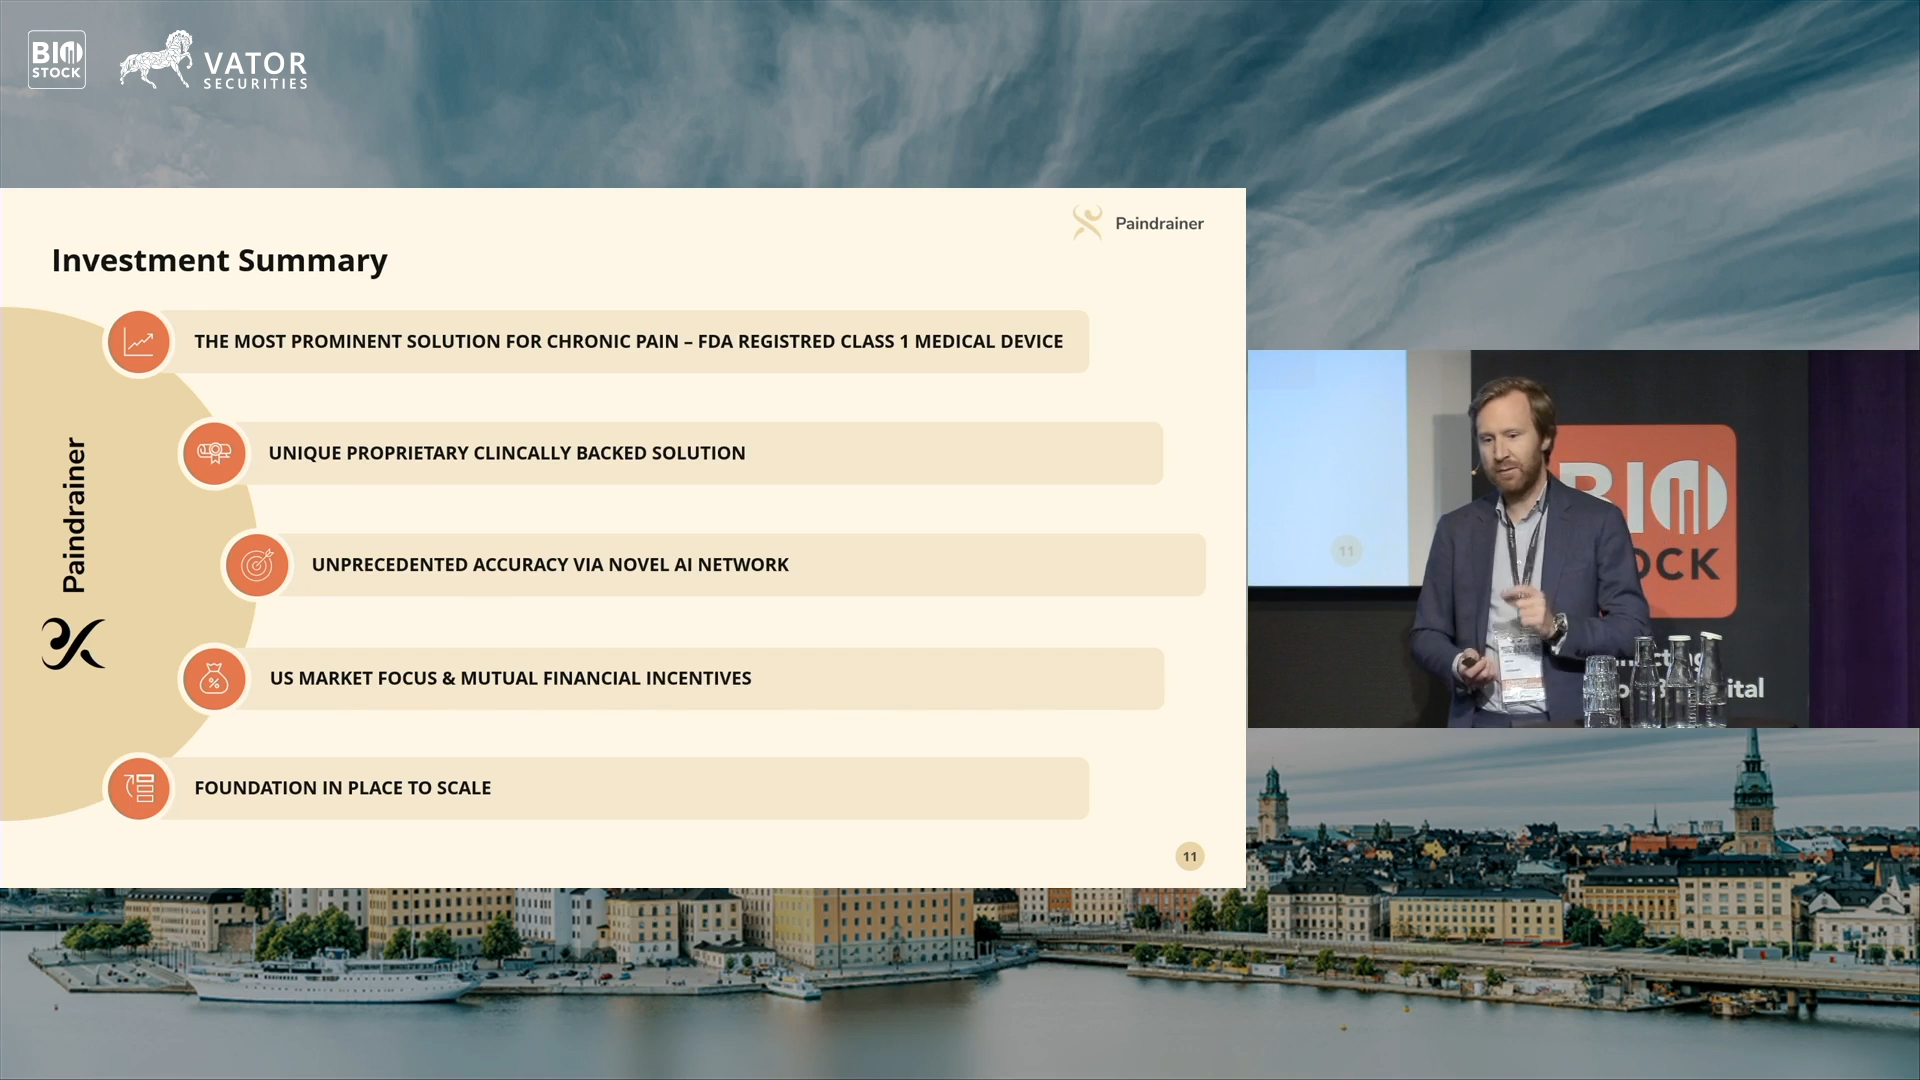 BIO
STOCK
VATOR
SECURITIES
Paindrainer
Investment Summary
THE MOST PROMINENT SOLUTION FOR CHRONIC PAIN – FDA REGISTRED CLASS 1 MEDICAL DEVICE
UNIQUE PROPRIETARY CLINCALLY BACKED SOLUTION
UNPRECEDENTED ACCURACY VIA NOVEL AI NETWORK
US MARKET FOCUS & MUTUAL FINANCIAL INCENTIVES
FOUNDATION IN PLACE TO SCALE
Paindrainer
11
11
BIO
OCK
ital